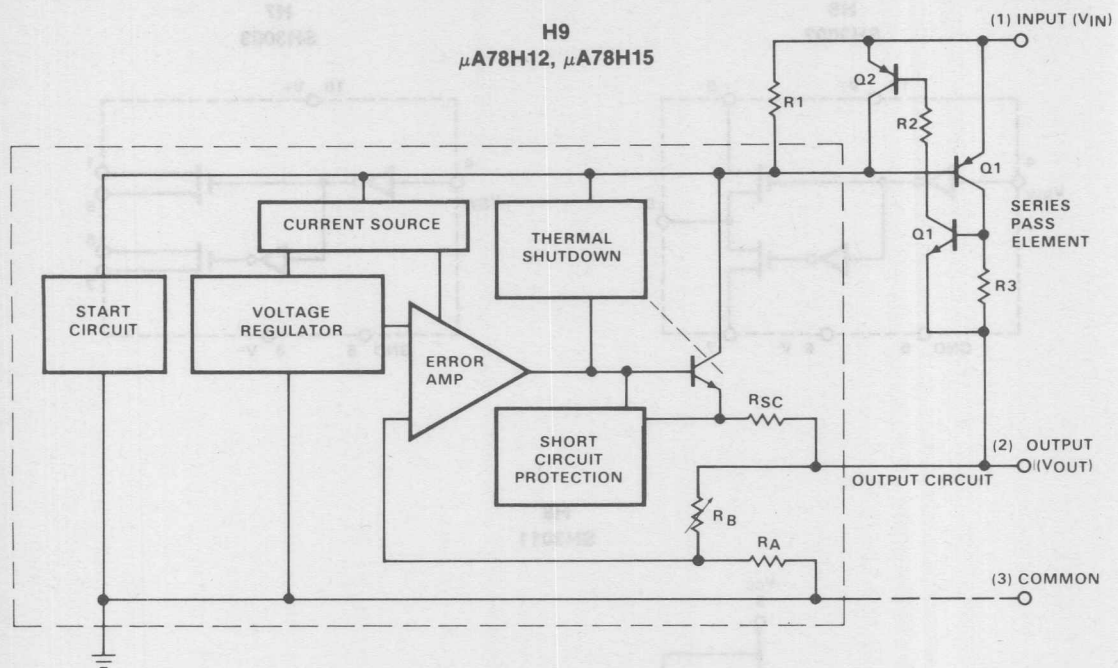 H9
μA78H12, μA78H15
(1) INPUT (VIN)
R1
Q2
R2
Q1
SERIES
PASS
ELEMENT
Q1
R3
CURRENT SOURCE
THERMAL
SHUTDOWN
START
CIRCUIT
VOLTAGE
REGULATOR
ERROR
AMP
SHORT
CIRCUIT
PROTECTION
RSC
(2) OUTPUT
(VOUT)
OUTPUT CIRCUIT
RB
RA
(3) COMMON